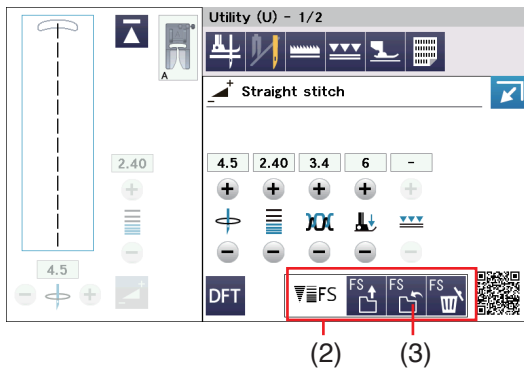 Utility (U) - 1/2
A
Straight stitch
2.40
4.5 2.40 3.4 6 -
4.5
DFT
FS FS FS FS
(2) (3)